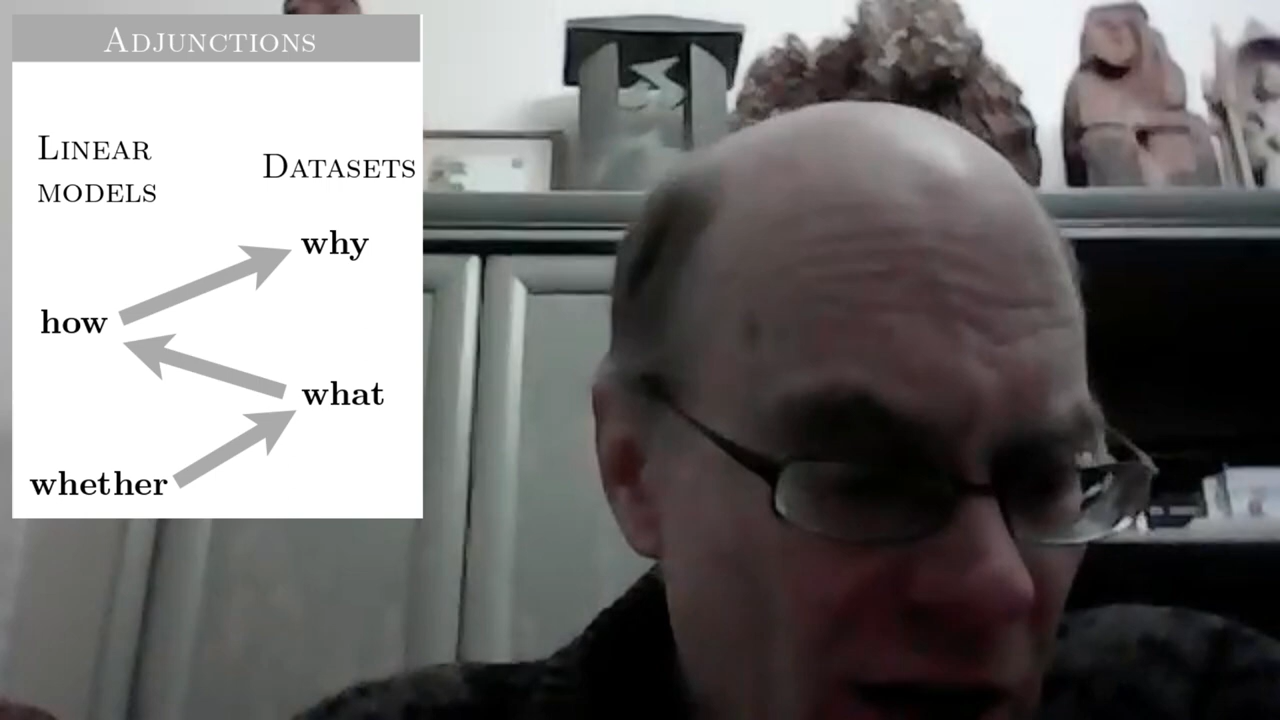 ADJUNCTIONS
LINEAR
MODELS
DATASETS
why
how
what
whether